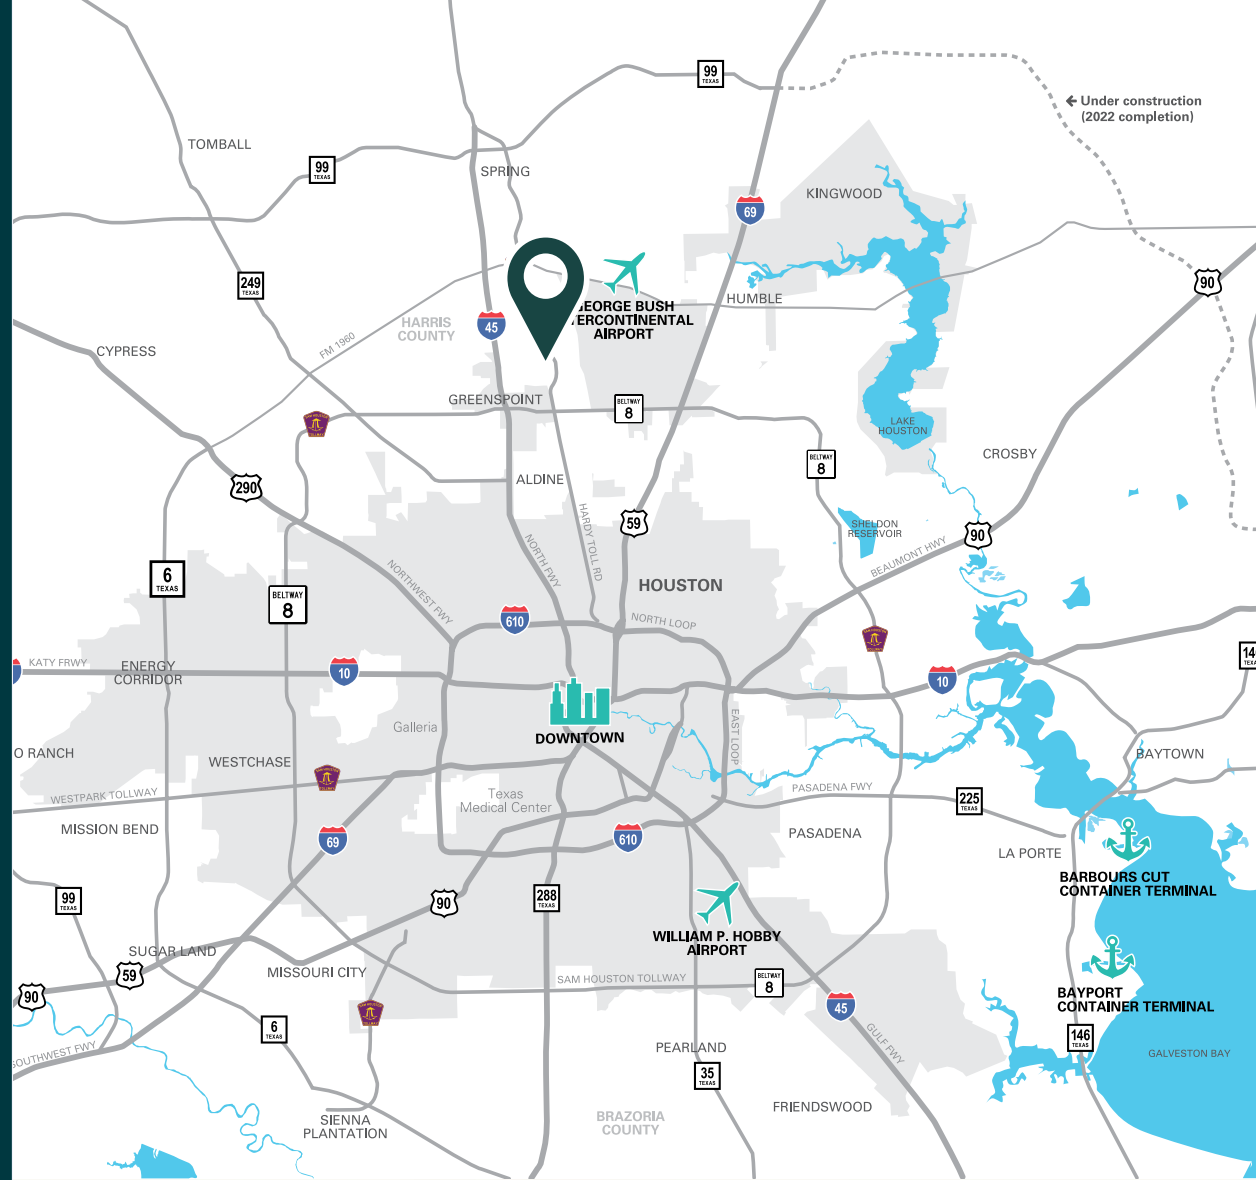 99
TEXAS
Under construction
(2022 completion)
TOMBALL
99
TEXAS
SPRING
KINGWOOD
69
249
TEXAS
90
HUMBLE
GEORGE BUSH
TERCONTINENTAL
AIRPORT
HARRIS
COUNTY
45
FM 1960
CYPRESS
GREENSPOINT
BELTWAY
8
LAKE
HOUSTON
CROSBY
BELTWAY
8
ALDINE
290
59
HARDY TOLL RD
SHELDON
RESERVOIR
90
BEAUMONT HWY
NORTH FWY
NORTHWEST FWY
6
TEXAS
BELTWAY
8
HOUSTON
610
NORTH LOOP
KATY FRWY
ENERGY
CORRIDOR
10
10
14
TEXA
Galleria
EAST LOOP
DOWNTOWN
O RANCH
WESTCHASE
BAYTOWN
WESTPARK TOLLWAY
Texas
Medical Center
PASADENA FWY
225
TEXAS
MISSION BEND
69
610
PASADENA
LA PORTE
BARBOURS CUT
CONTAINER TERMINAL
99
TEXAS
90
288
TEXAS
WILLIAM P. HOBBY
AIRPORT
SUGAR LAND
59
MISSOURI CITY
SAM HOUSTON TOLLWAY
BELTWAY
8
90
45
BAYPORT
CONTAINER TERMINAL
6
TEXAS
146
TEXAS
SOUTHWEST FWY
GULF FWY
PEARLAND
GALVESTON BAY
35
TEXAS
SIENNA
PLANTATION
BRAZORIA
COUNTY
FRIENDSWOOD